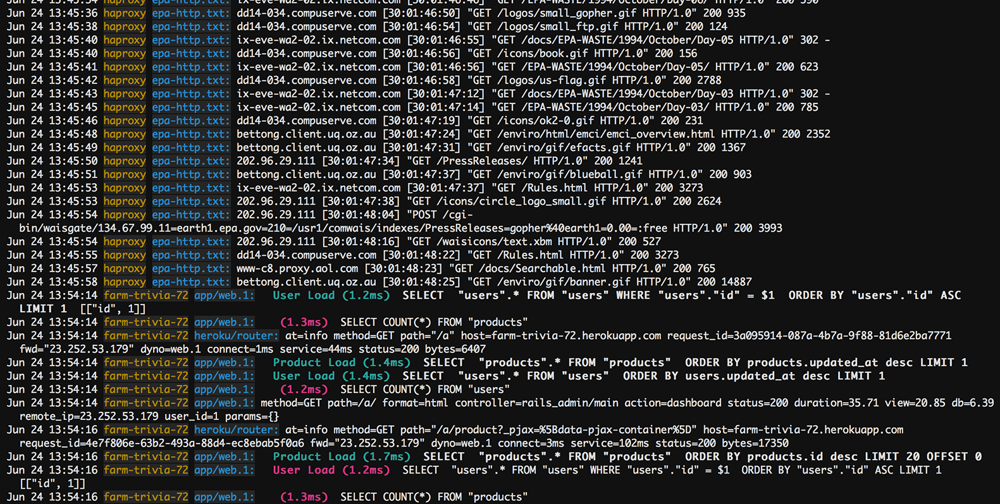 Jun 24 13:45:34 haproxy epa-http.txt: ix-eve-wa2-02.ix.netcom.com [30:01:46:46] "GET /EPA-WASTE/1994/October/Day-06/ HTTP/1.0" 200 590
Jun 24 13:45:36 haproxy epa-http.txt: dd14-034.compuserve.com [30:01:46:50] "GET /logos/small_gopher.gif HTTP/1.0" 200 935
Jun 24 13:45:38 haproxy epa-http.txt: dd14-034.compuserve.com [30:01:46:54] "GET /logos/small_ftp.gif HTTP/1.0" 200 124
Jun 24 13:45:40 haproxy epa-http.txt: ix-eve-wa2-02.ix.netcom.com [30:01:46:55] "GET /docs/EPA-WASTE/1994/October/Day-05 HTTP/1.0" 302 -
Jun 24 13:45:40 haproxy epa-http.txt: dd14-034.compuserve.com [30:01:46:56] "GET /icons/book.gif HTTP/1.0" 200 156
Jun 24 13:45:41 haproxy epa-http.txt: ix-eve-wa2-02.ix.netcom.com [30:01:46:56] "GET /EPA-WASTE/1994/October/Day-05/ HTTP/1.0" 200 623
Jun 24 13:45:42 haproxy epa-http.txt: dd14-034.compuserve.com [30:01:46:58] "GET /logos/us-flag.gif HTTP/1.0" 200 2788
Jun 24 13:45:43 haproxy epa-http.txt: ix-eve-wa2-02.ix.netcom.com [30:01:47:12] "GET /docs/EPA-WASTE/1994/October/Day-03 HTTP/1.0" 302 -
Jun 24 13:45:45 haproxy epa-http.txt: ix-eve-wa2-02.ix.netcom.com [30:01:47:14] "GET /EPA-WASTE/1994/October/Day-03/ HTTP/1.0" 200 785
Jun 24 13:45:46 haproxy epa-http.txt: dd14-034.compuserve.com [30:01:47:19] "GET /icons/ok2-0.gif HTTP/1.0" 200 231
Jun 24 13:45:48 haproxy epa-http.txt: bettong.client.uq.oz.au [30:01:47:24] "GET /enviro/html/emci/emci_overview.html HTTP/1.0" 200 2352
Jun 24 13:45:49 haproxy epa-http.txt: bettong.client.uq.oz.au [30:01:47:31] "GET /enviro/gif/efacts.gif HTTP/1.0" 200 1367
Jun 24 13:45:50 haproxy epa-http.txt: 202.96.29.111 [30:01:47:34] "GET /PressReleases/ HTTP/1.0" 200 1241
Jun 24 13:45:51 haproxy epa-http.txt: bettong.client.uq.oz.au [30:01:47:37] "GET /enviro/gif/blueball.gif HTTP/1.0" 200 903
Jun 24 13:45:53 haproxy epa-http.txt: ix-eve-wa2-02.ix.netcom.com [30:01:47:37] "GET /Rules.html HTTP/1.0" 200 3273
Jun 24 13:45:53 haproxy epa-http.txt: 202.96.29.111 [30:01:47:38] "GET /icons/circle_logo_small.gif HTTP/1.0" 200 2624
Jun 24 13:45:54 haproxy epa-http.txt: 202.96.29.111 [30:01:48:04] "POST /cgi-
bin/waisgate/134.67.99.11=earth1.epa.gov=210=/usr1/comwais/indexes/PressReleases=gopher%40earth1=0.00=:free HTTP/1.0" 200 3993
Jun 24 13:45:54 haproxy epa-http.txt: 202.96.29.111 [30:01:48:16] "GET /waisicons/text.xbm HTTP/1.0" 200 527
Jun 24 13:45:55 haproxy epa-http.txt: dd14-034.compuserve.com [30:01:48:22] "GET /Rules.html HTTP/1.0" 200 3273
Jun 24 13:45:57 haproxy epa-http.txt: www-c8.proxy.aol.com [30:01:48:23] "GET /docs/Searchable.html HTTP/1.0" 200 765
Jun 24 13:45:58 haproxy epa-http.txt: bettong.client.uq.oz.au [30:01:48:25] "GET /enviro/gif/banner.gif HTTP/1.0" 200 14887
Jun 24 13:54:14 farm-trivia-72 app/web.1: User Load (1.2ms) SELECT "users".* FROM "users" WHERE "users"."id" = $1 ORDER BY "users"."id" ASC
LIMIT 1 [["id", 1]]
Jun 24 13:54:14 farm-trivia-72 app/web.1: (1.3ms) SELECT COUNT(*) FROM "products"
Jun 24 13:54:14 farm-trivia-72 heroku/router: at=info method=GET path="/a" host=farm-trivia-72.herokuapp.com request_id=3a095914-087a-4b7a-9f88-81d6e2ba7771
fwd="23.252.53.179" dyno=web.1 connect=1ms service=44ms status=200 bytes=6407
Jun 24 13:54:14 farm-trivia-72 app/web.1: Product Load (1.4ms) SELECT "products".* FROM "products" ORDER BY products.updated_at desc LIMIT 1
Jun 24 13:54:14 farm-trivia-72 app/web.1: User Load (1.4ms) SELECT "users".* FROM "users" ORDER BY users.updated_at desc LIMIT 1
Jun 24 13:54:14 farm-trivia-72 app/web.1: (1.2ms) SELECT COUNT(*) FROM "users"
Jun 24 13:54:14 farm-trivia-72 app/web.1: method=GET path=/a/ format=html controller=rails_admin/main action=dashboard status=200 duration=35.71 view=20.85 db=6.39
remote_ip=23.252.53.179 user_id=1 params={}
Jun 24 13:54:16 farm-trivia-72 heroku/router: at=info method=GET path="/a/product?_pjax=%5Bdata-pjax-container%5D" host=farm-trivia-72.herokuapp.com
request_id=4e7f806e-63b2-493a-88d4-ec8ebab5f0a6 fwd="23.252.53.179" dyno=web.1 connect=3ms service=102ms status=200 bytes=17350
Jun 24 13:54:16 farm-trivia-72 app/web.1: Product Load (1.7ms) SELECT "products".* FROM "products" ORDER BY products.id desc LIMIT 20 OFFSET 0
Jun 24 13:54:16 farm-trivia-72 app/web.1: User Load (1.2ms) SELECT "users".* FROM "users" WHERE "users"."id" = $1 ORDER BY "users"."id" ASC LIMIT 1
[["id", 1]]
Jun 24 13:54:16 farm-trivia-72 app/web.1: (1.3ms) SELECT COUNT(*) FROM "products"